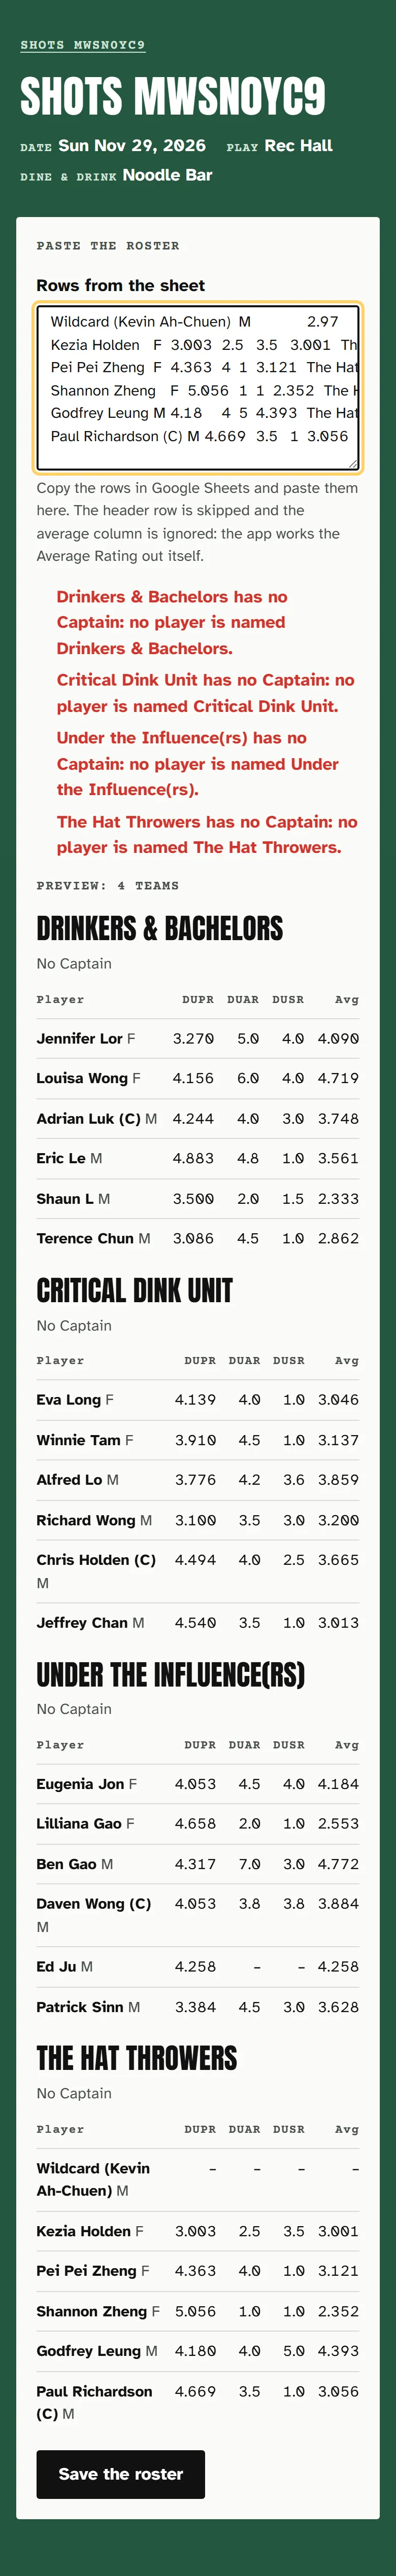 SHOTS MWSNOYC9
SHOTS MWSNOYC9
DATE Sun Nov 29, 2026 PLAY Rec Hall
DINE & DRINK Noodle Bar
PASTE THE ROSTER
Rows from the sheet
Wildcard (Kevin Ah-Chuen) M 2.97
Kezia Holden F 3.003 2.5 3.5 3.001 Th
Pei Pei Zheng F 4.363 4 1 3.121 The Hat
Shannon Zheng F 5.056 1 1 2.352 The H
Godfrey Leung M 4.18 4 5 4.393 The Hat
Paul Richardson (C) M 4.669 3.5 1 3.056
Copy the rows in Google Sheets and paste them
here. The header row is skipped and the
average column is ignored: the app works the
Average Rating out itself.
Drinkers & Bachelors has no
Captain: no player is named
Drinkers & Bachelors.
Critical Dink Unit has no Captain: no
player is named Critical Dink Unit.
Under the Influence(rs) has no
Captain: no player is named Under
the Influence(rs).
The Hat Throwers has no Captain: no
player is named The Hat Throwers.
PREVIEW: 4 TEAMS
DRINKERS & BACHELORS
No Captain
Player DUPR DUAR DUSR Avg
Jennifer Lor F 3.270 5.0 4.0 4.090
Louisa Wong F 4.156 6.0 4.0 4.719
Adrian Luk (C) M 4.244 4.0 3.0 3.748
Eric Le M 4.883 4.8 1.0 3.561
Shaun L M 3.500 2.0 1.5 2.333
Terence Chun M 3.086 4.5 1.0 2.862
CRITICAL DINK UNIT
No Captain
Player DUPR DUAR DUSR Avg
Eva Long F 4.139 4.0 1.0 3.046
Winnie Tam F 3.910 4.5 1.0 3.137
Alfred Lo M 3.776 4.2 3.6 3.859
Richard Wong M 3.100 3.5 3.0 3.200
Chris Holden (C) 4.494 4.0 2.5 3.665
M
Jeffrey Chan M 4.540 3.5 1.0 3.013
UNDER THE INFLUENCE(RS)
No Captain
Player DUPR DUAR DUSR Avg
Eugenia Jon F 4.053 4.5 4.0 4.184
Lilliana Gao F 4.658 2.0 1.0 2.553
Ben Gao M 4.317 7.0 3.0 4.772
Daven Wong (C) 4.053 3.8 3.8 3.884
M
Ed Ju M 4.258 – – 4.258
Patrick Sinn M 3.384 4.5 3.0 3.628
THE HAT THROWERS
No Captain
Player DUPR DUAR DUSR Avg
Wildcard (Kevin – – – –
Ah-Chuen) M
Kezia Holden F 3.003 2.5 3.5 3.001
Pei Pei Zheng F 4.363 4.0 1.0 3.121
Shannon Zheng F 5.056 1.0 1.0 2.352
Godfrey Leung M 4.180 4.0 5.0 4.393
Paul Richardson 4.669 3.5 1.0 3.056
(C) M
Save the roster